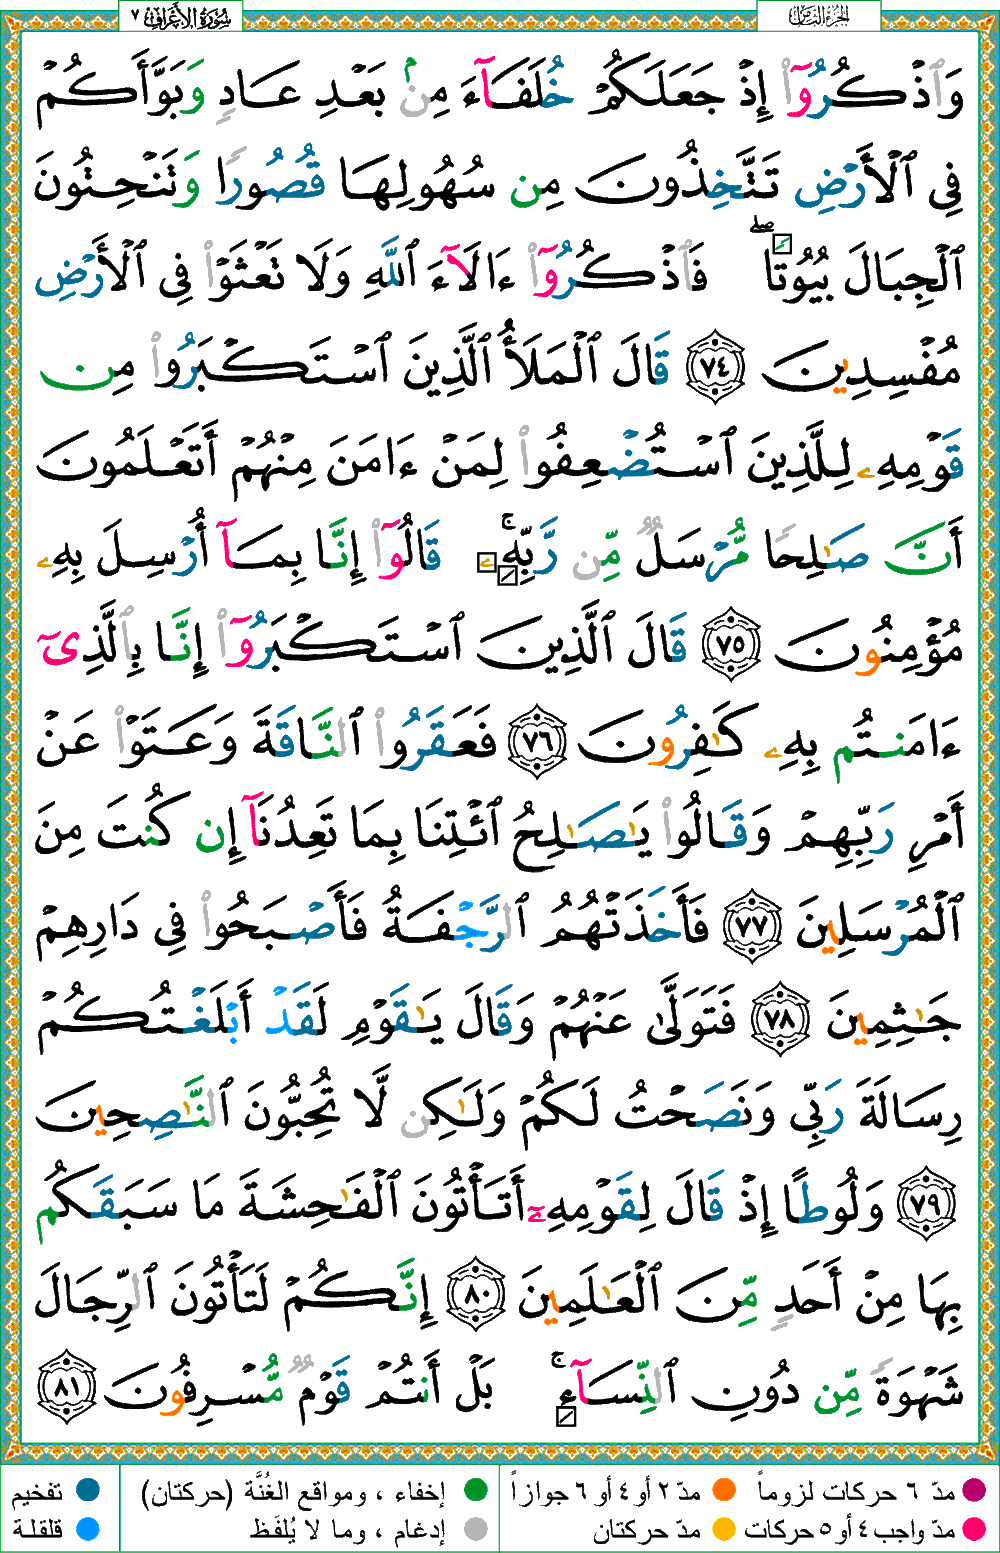 سُورَةُ الأَعْرَاف ٧
الجزء الثامن
وَٱذْكُرُوٓا۟ إِذْ جَعَلَكُمْ خُلَفَآءَ مِنۢ بَعْدِ عَادٍ وَبَوَّأَكُمْ
فِى ٱلْأَرْضِ تَتَّخِذُونَ مِن سُهُولِهَا قُصُورًا وَتَنْحِتُونَ
ٱلْجِبَالَ بُيُوتًا ۖ فَٱذْكُرُوٓا۟ ءَالَآءَ ٱللَّهِ وَلَا تَعْثَوْا۟ فِى ٱلْأَرْضِ
مُفْسِدِينَ ٧٤ قَالَ ٱلْمَلَأُ ٱلَّذِينَ ٱسْتَكْبَرُوا۟ مِن
قَوْمِهِۦ لِلَّذِينَ ٱسْتُضْعِفُوا۟ لِمَنْ ءَامَنَ مِنْهُمْ أَتَعْلَمُونَ
أَنَّ صَٰلِحًا مُّرْسَلٌ مِّن رَّبِّهِۦ ۚ قَالُوٓا۟ إِنَّا بِمَآ أُرْسِلَ بِهِۦ
مُؤْمِنُونَ ٧٥ قَالَ ٱلَّذِينَ ٱسْتَكْبَرُوٓا۟ إِنَّا بِٱلَّذِىٓ
ءَامَنتُم بِهِۦ كَٰفِرُونَ ٧٦ فَعَقَرُوا۟ ٱلنَّاقَةَ وَعَتَوْا۟ عَنْ
أَمْرِ رَبِّهِمْ وَقَالُوا۟ يَٰصَٰلِحُ ٱئْتِنَا بِمَا تَعِدُنَآ إِن كُنتَ مِنَ
ٱلْمُرْسَلِينَ ٧٧ فَأَخَذَتْهُمُ ٱلرَّجْفَةُ فَأَصْبَحُوا۟ فِى دَارِهِمْ
جَٰثِمِينَ ٧٨ فَتَوَلَّىٰ عَنْهُمْ وَقَالَ يَٰقَوْمِ لَقَدْ أَبْلَغْتُكُمْ
رِسَالَةَ رَبِّى وَنَصَحْتُ لَكُمْ وَلَٰكِن لَّا تُحِبُّونَ ٱلنَّٰصِحِينَ
٧٩ وَلُوطًا إِذْ قَالَ لِقَوْمِهِۦٓ أَتَأْتُونَ ٱلْفَٰحِشَةَ مَا سَبَقَكُم
بِهَا مِنْ أَحَدٍ مِّنَ ٱلْعَٰلَمِينَ ٨٠ إِنَّكُمْ لَتَأْتُونَ ٱلرِّجَالَ
شَهْوَةً مِّن دُونِ ٱلنِّسَآءِ ۚ بَلْ أَنتُمْ قَوْمٌ مُّسْرِفُونَ ٨١
مدّ ٦ حركات لزوماً مدّ ٢ أو ٤ أو ٦ جوازاً إخفاء ، ومواقع الغُنَّة (حركتان) تفخيم
مدّ واجب ٤ أو ٥ حركات مدّ حركتان إدغام ، وما لا يُلفَظ قلقلة